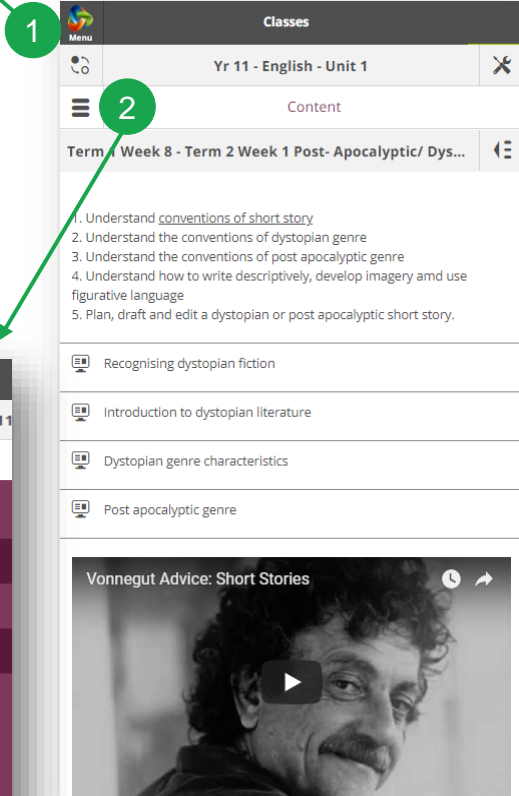 1
Menu
Classes
Yr 11 - English - Unit 1
2
Content
Term 1 Week 8 - Term 2 Week 1 Post- Apocalyptic/ Dys...
1. Understand conventions of short story
2. Understand the conventions of dystopian genre
3. Understand the conventions of post apocalyptic genre
4. Understand how to write descriptively, develop imagery amd use
figurative language
5. Plan, draft and edit a dystopian or post apocalyptic short story.
11
Recognising dystopian fiction
Introduction to dystopian literature
Dystopian genre characteristics
Post apocalyptic genre
Vonnegut Advice: Short Stories